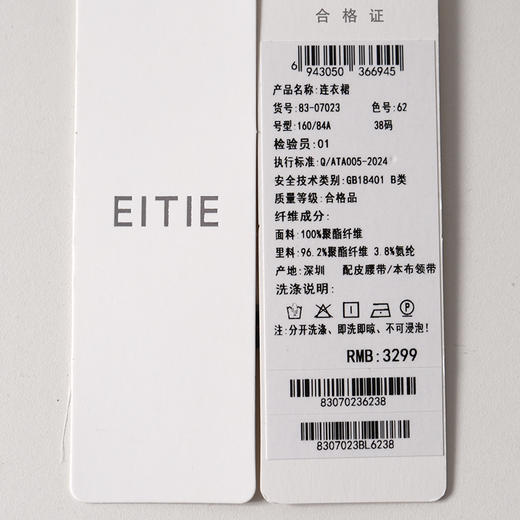 EITIE
合格证
6 943050 366945
产品名称:连衣裙
货号:83-07023 色号:62
号型:160/84A 38码
检验员:01
执行标准:Q/ATA005-2024
安全技术类别:GB18401 B类
质量等级:合格品
纤维成分:
面料:100%聚酯纤维
里料:96.2%聚酯纤维 3.8%氨纶
产地:深圳 配皮腰带/本布领带
洗涤说明:
P
注:分开洗涤、即洗即晾、不可浸泡!
RMB:3299
83070236238
8307023BL6238